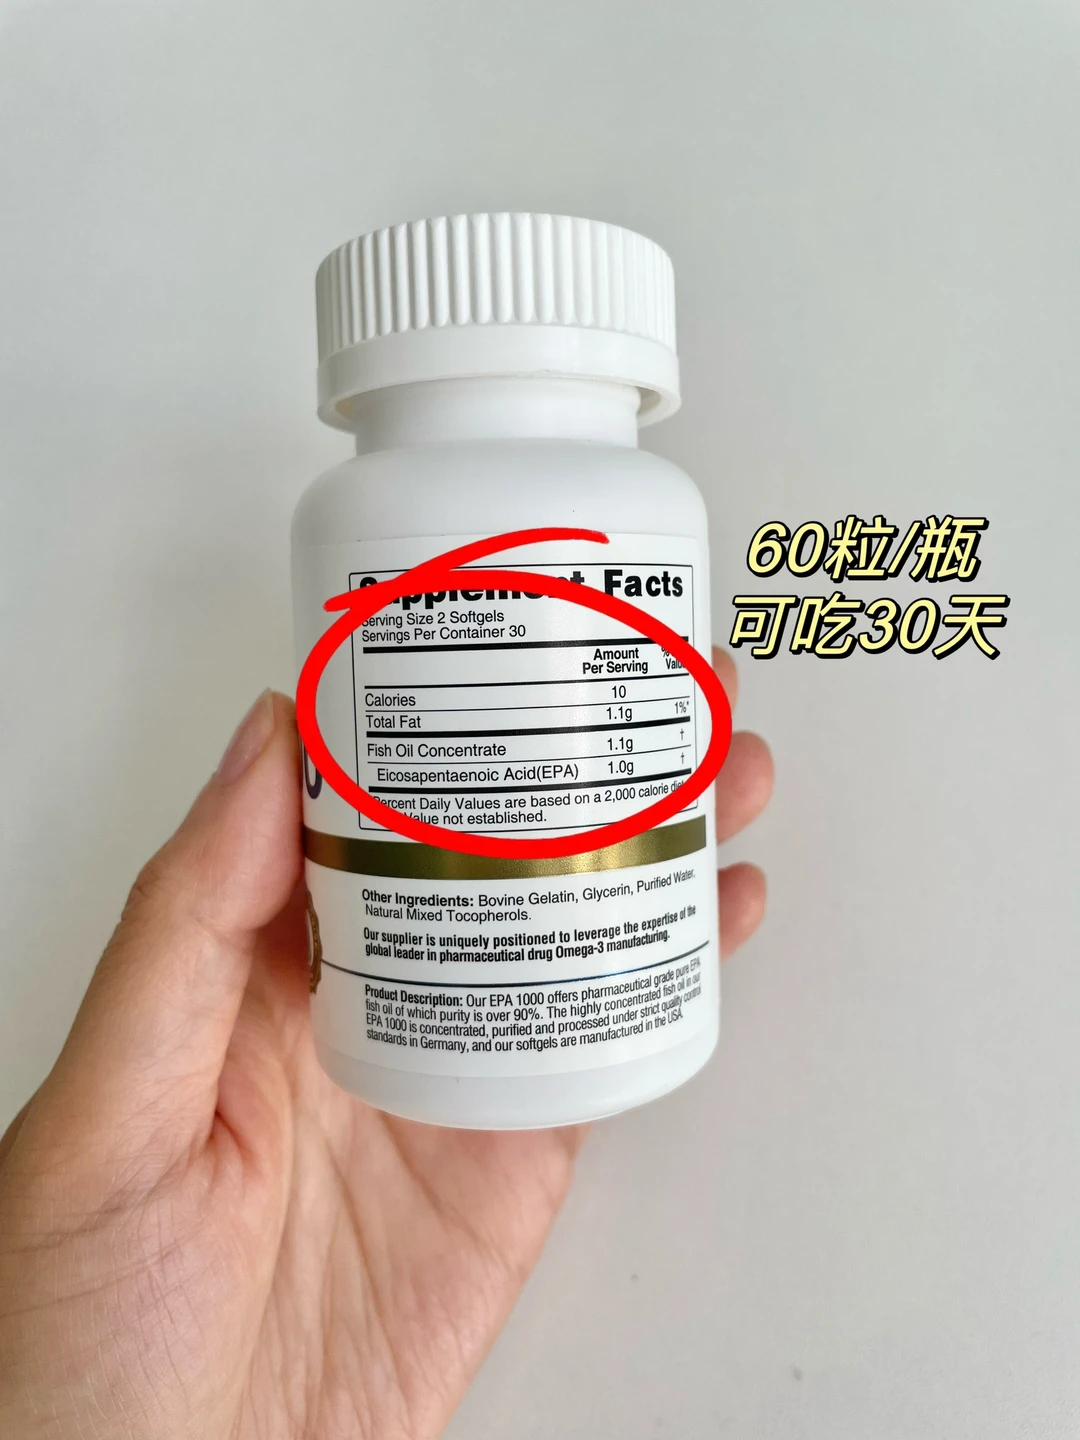 Supplement Facts
Serving Size 2 Softgels
Servings Per Container 30
Amount
Per Serving
Calories 10
Total Fat 1.1g 1%*
Fish Oil Concentrate 1.1g †
Eicosapentaenoic Acid(EPA) 1.0g †
Percent Daily Values are based on a 2,000 calorie
Value not established.
Other Ingredients: Bovine Gelatin, Glycerin, Purified Water,
Natural Mixed Tocopherols.
Our supplier is uniquely positioned to leverage the expertise of the
global leader in pharmaceutical drug Omega-3 manufacturing.
Product Description: Our EPA 1000 offers pharmaceutical grade pure EPA
fish oil of which purity is over 90%. The highly concentrated fish oil in our
EPA 1000 is concentrated, purified and processed under strict quality control
standards in Germany, and our softgels are manufactured in the USA.
60粒/瓶
可吃30天